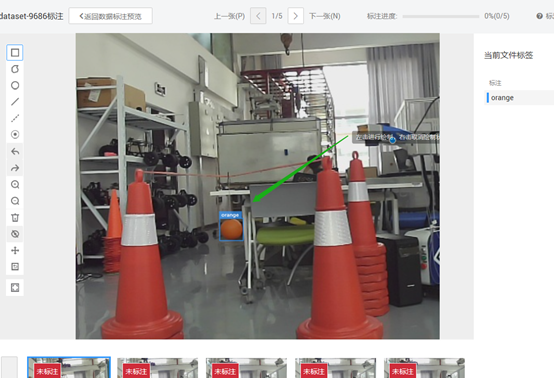 dataset-9686标注
返回数据标注预览
上一张(P)
1/5
下一张(N)
标注进度:
0%(0/5)
当前文件标签
标注
orange
orange
未标注
未标注
未标注
未标注
未标注